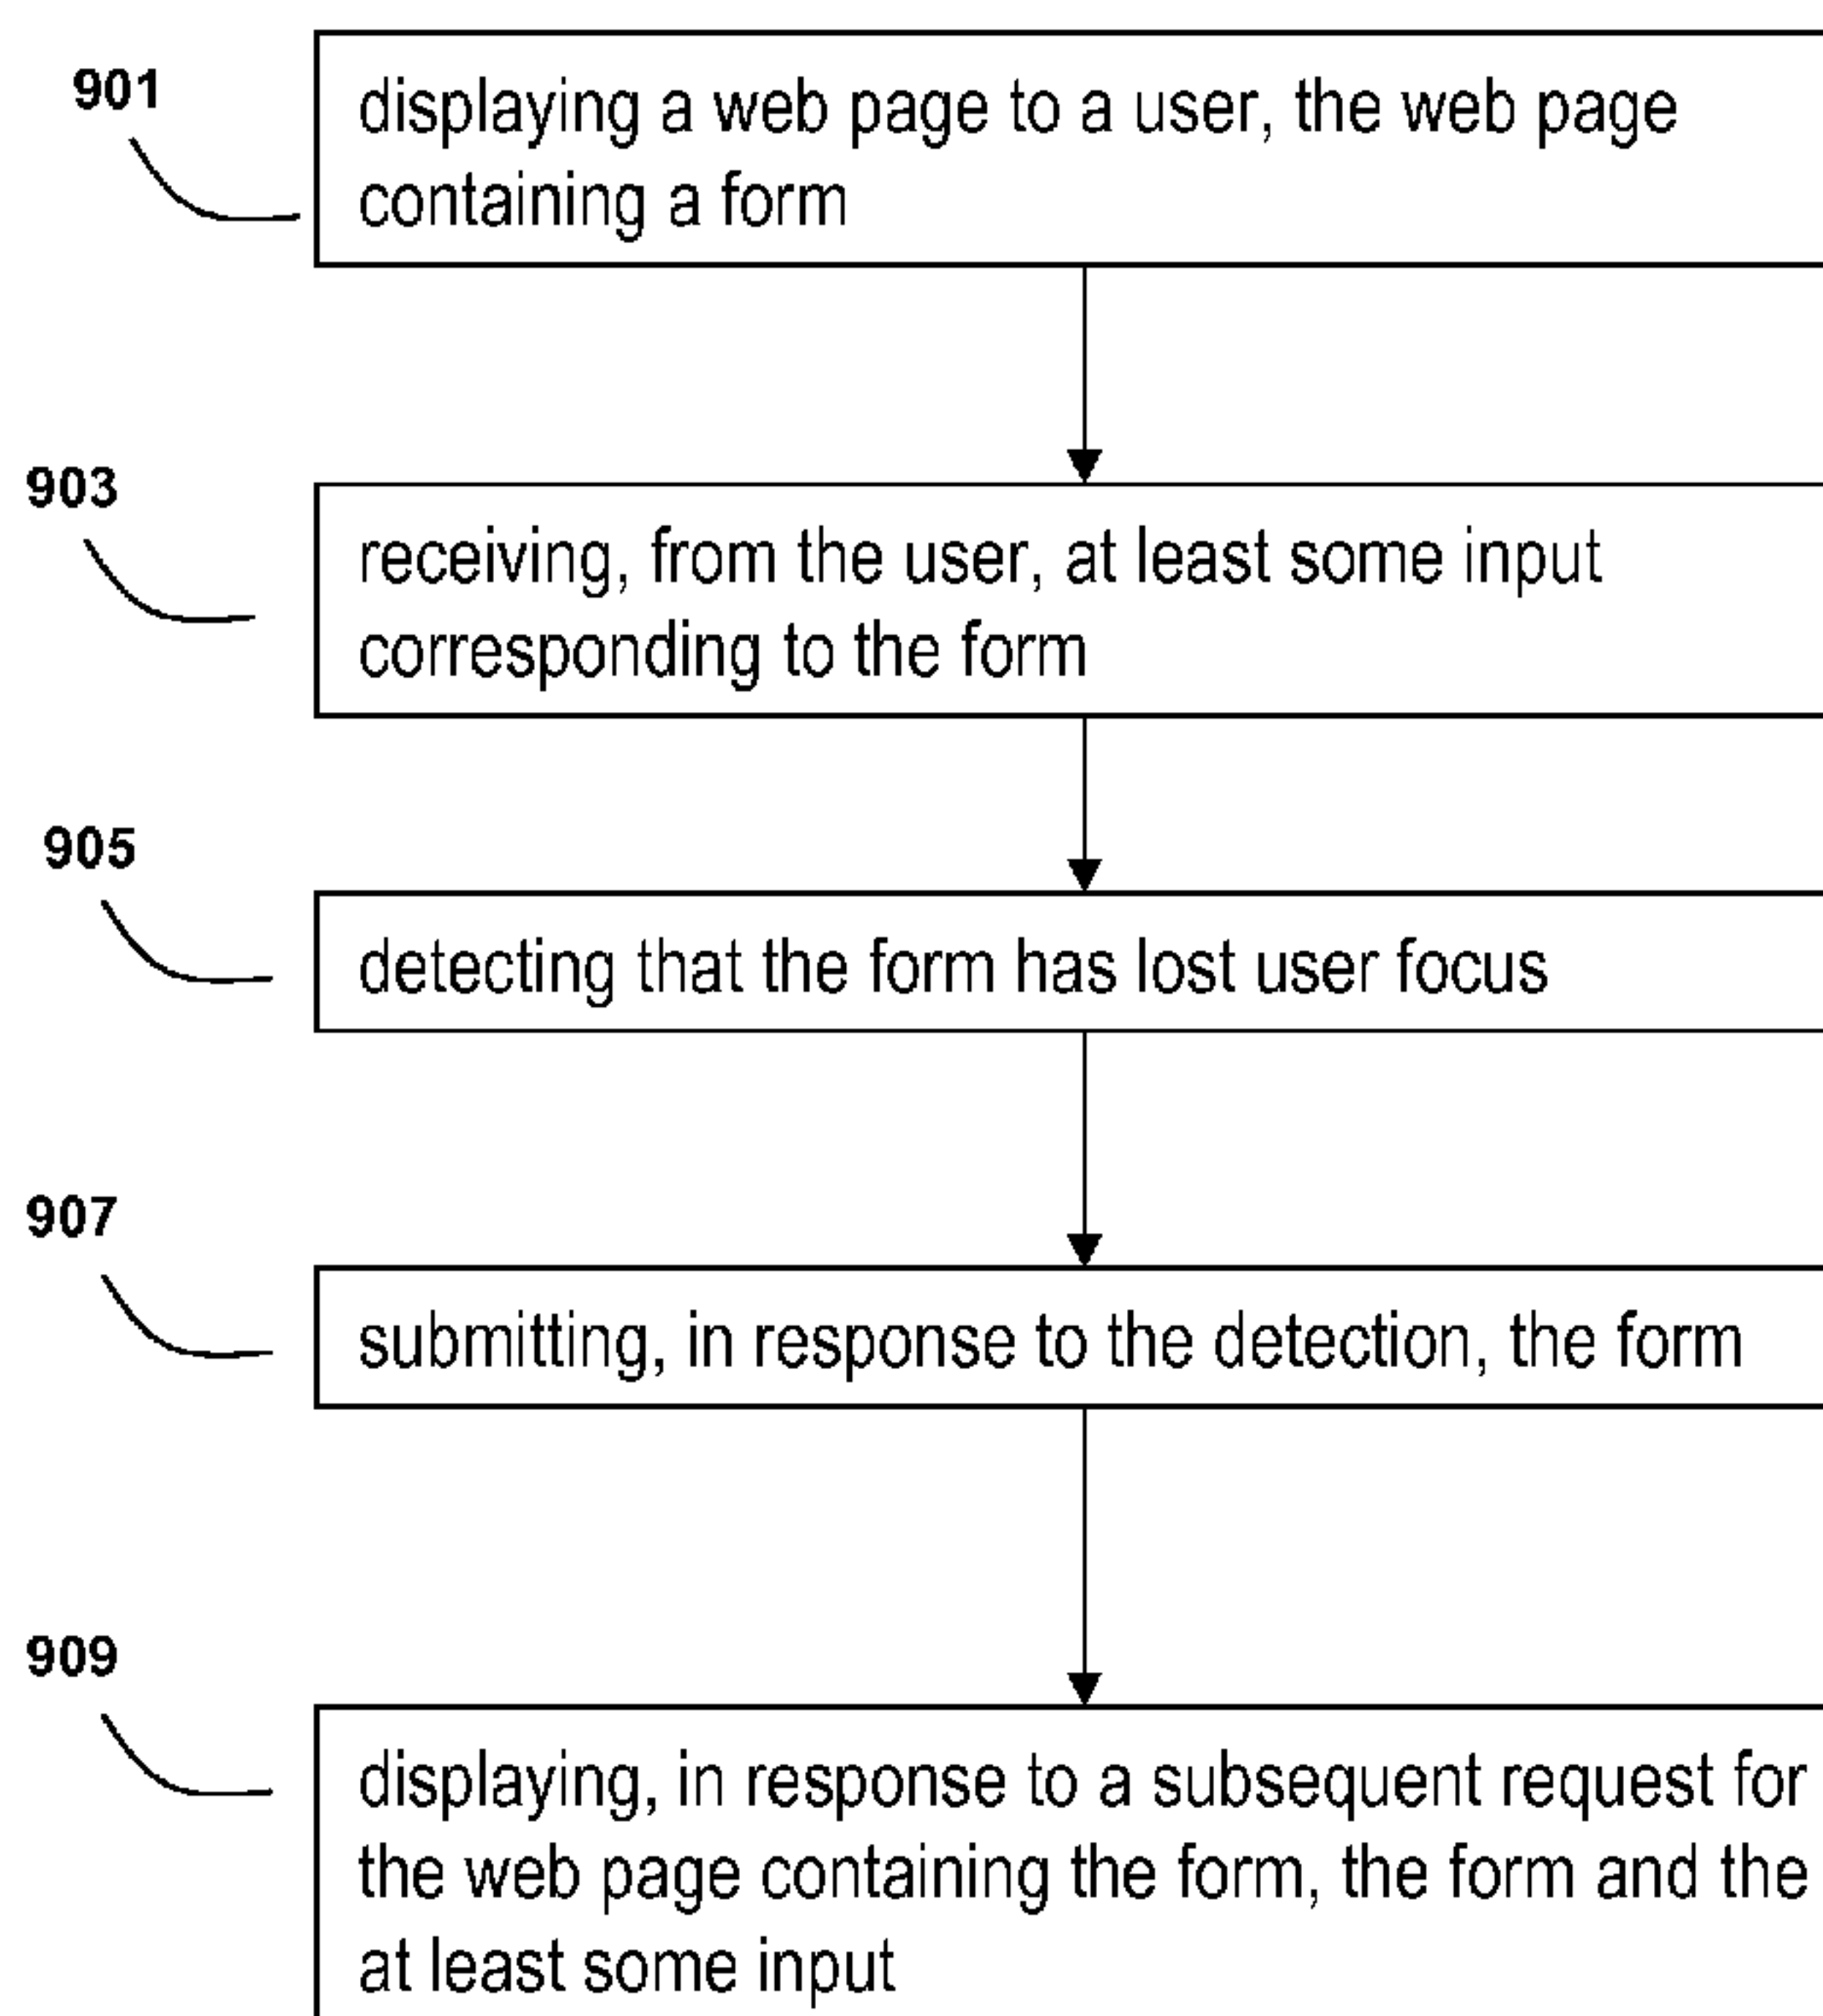 901
displaying a web page to a user, the web page
containing a form
903
receiving, from the user, at least some input
corresponding to the form
905
detecting that the form has lost user focus
907
submitting, in response to the detection, the form
909
displaying, in response to a subsequent request for
the web page containing the form, the form and the
at least some input